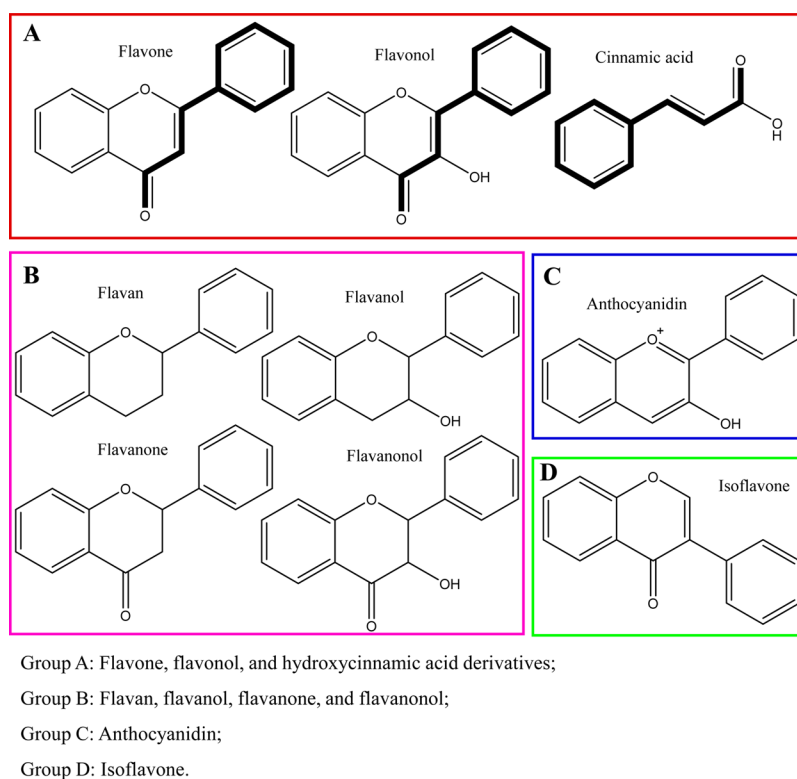 A
Flavone
Flavonol
Cinnamic acid
O
O
O
O
OH
O
O
H
B
Flavan
Flavanol
O
O
OH
Flavanone
Flavanonol
O
O
O
O
OH
C
Anthocyanidin
O+
OH
D
Isoflavone
O
O
Group A: Flavone, flavonol, and hydroxycinnamic acid derivatives;
Group B: Flavan, flavanol, flavanone, and flavanonol;
Group C: Anthocyanidin;
Group D: Isoflavone.